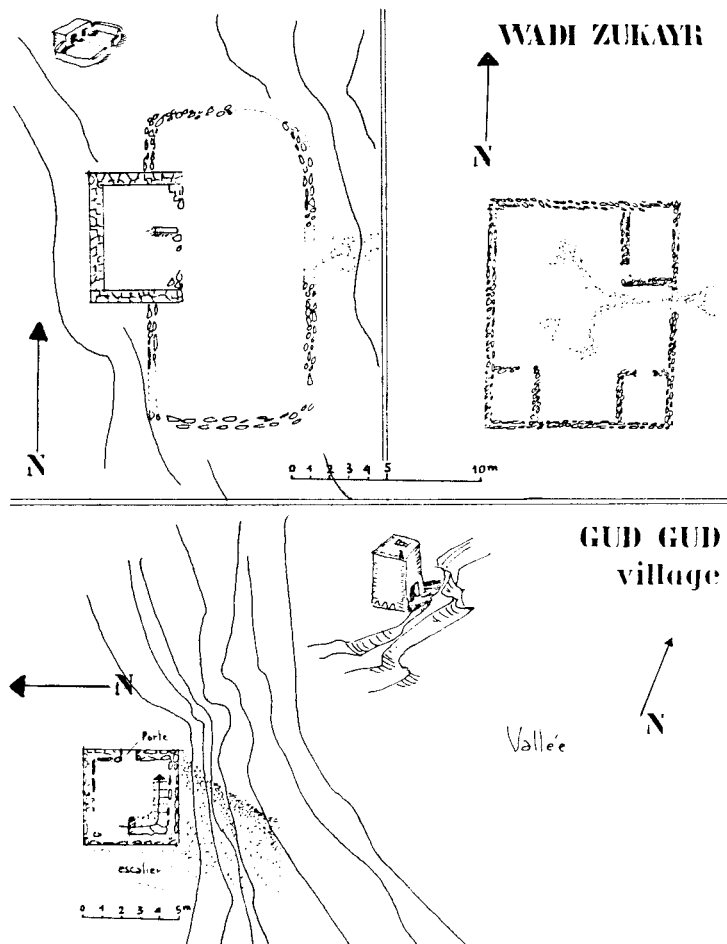 WADI ZUKAYR
N
N
0 1 2 3 4 5 10m
GUD GUD
village
N
N
Porte
Vallée
escalier
0 1 2 3 4 5m